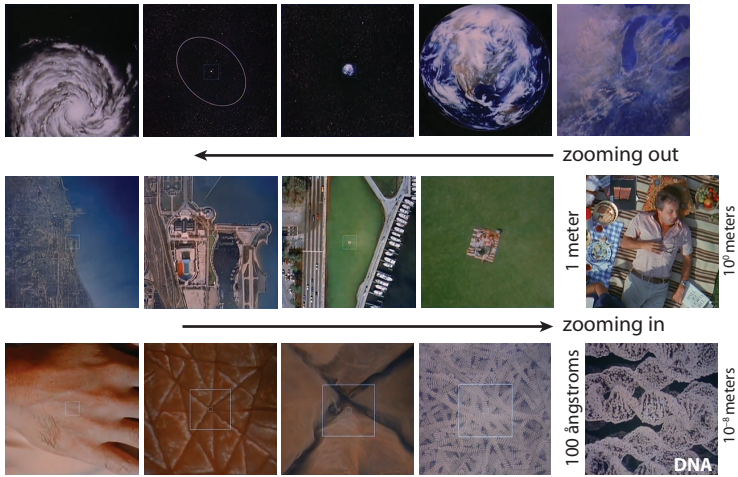 zooming out
1 meter
10⁰ meters
zooming in
100 ångstroms
10⁻⁸ meters
DNA